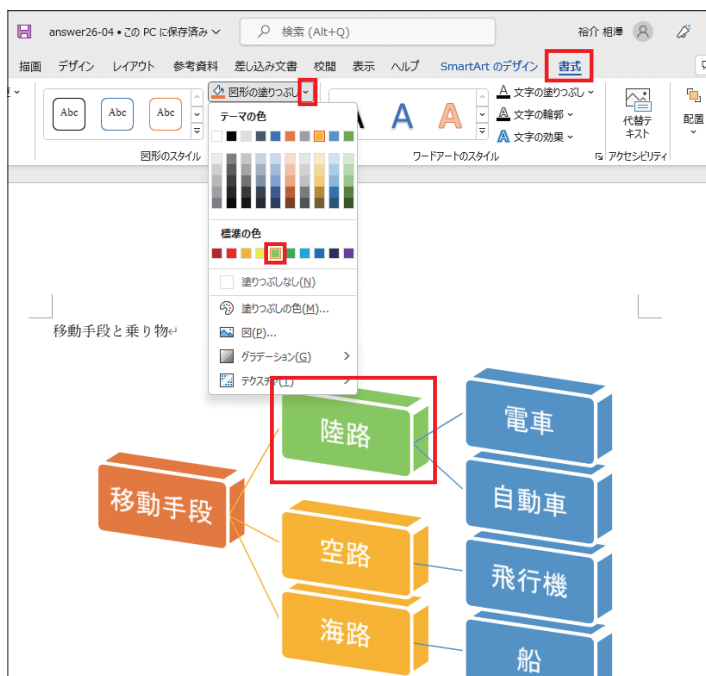 answer26-04 • この PC に保存済み
検索 (Alt+Q)
裕介 相澤
描画 デザイン レイアウト 参考資料 差し込み文書 校閲 表示 ヘルプ SmartArt のデザイン 書式
Abc Abc Abc
図形の塗りつぶし
A A
A 文字の塗りつぶし
A 文字の輪郭
A 文字の効果
代替テ
キスト
配置
図形のスタイル
ワードアートのスタイル
アクセシビリティ
テーマの色
標準の色
塗りつぶしなし(N)
塗りつぶしの色(M)...
図(P)...
グラデーション(G)
テクスチャ(T)
移動手段と乗り物↵
移動手段
陸路
空路
海路
電車
自動車
飛行機
船